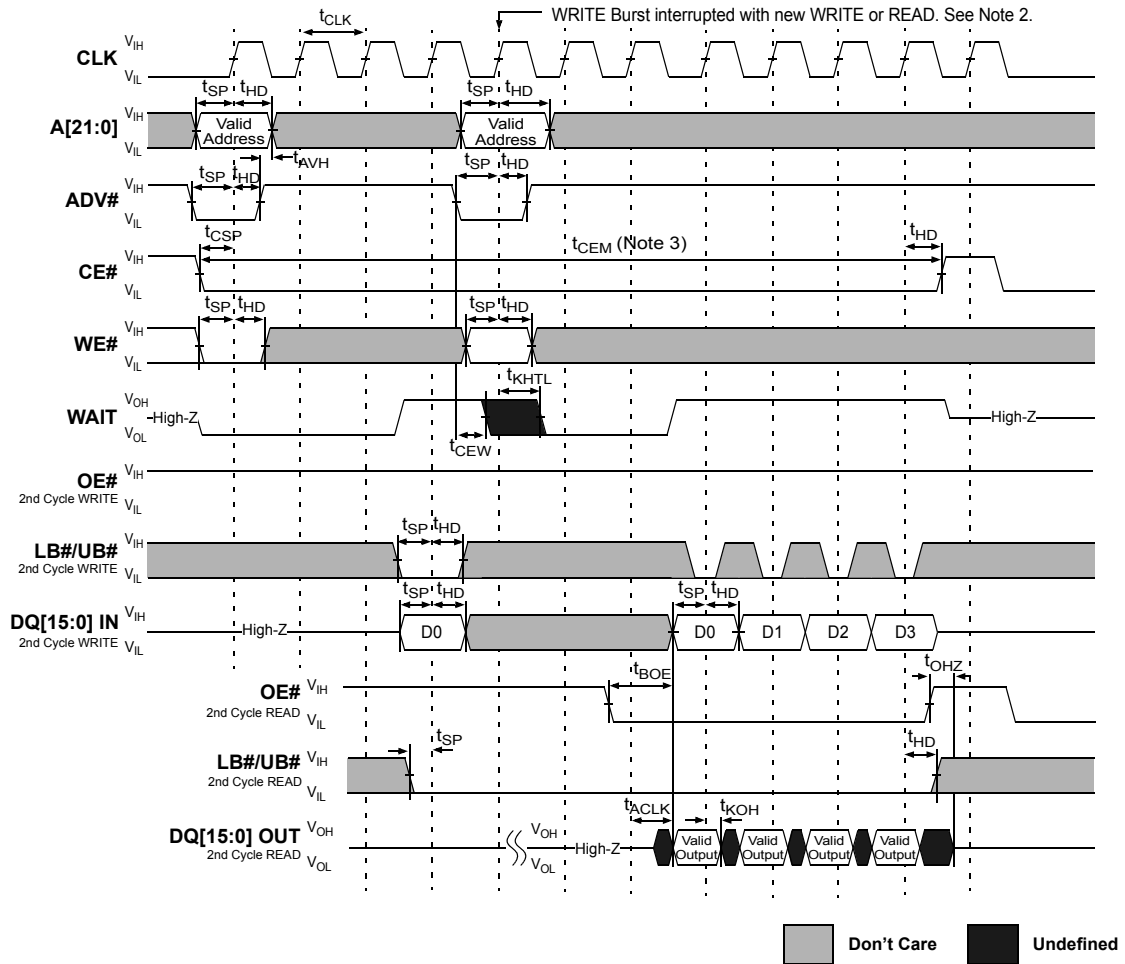 WRITE Burst interrupted with new WRITE or READ. See Note 2.
tCLK
CLK VIH
VIL
tSP tHD tSP tHD
A[21:0] VIH
VIL
Valid Address Valid Address
tAVH
tSP tHD tSP tHD
ADV# VIH
VIL
tCSP tCEM (Note 3) tHD
CE# VIH
VIL
tSP tHD tSP tHD
WE# VIH
VIL
tKHTL
WAIT VOH
High-Z High-Z
VOL
tCEW
OE# VIH
2nd Cycle WRITE VIL
tSP tHD
LB#/UB# VIH
2nd Cycle WRITE VIL
tSP tHD tSP tHD
DQ[15:0] IN VIH
2nd Cycle WRITE VIL
High-Z D0 D0 D1 D2 D3
tBOE tOHZ
OE# VIH
2nd Cycle READ VIL
tSP tHD
LB#/UB# VIH
2nd Cycle READ VIL
tACLK tKOH
DQ[15:0] OUT VOH
2nd Cycle READ VOL
VOH
VOL
High-Z
Valid Output Valid Output Valid Output Valid Output
Don't Care Undefined